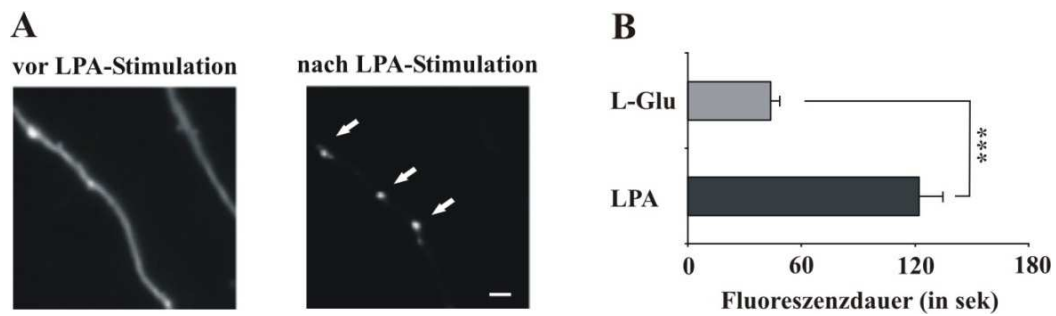 A
vor LPA-Stimulation
nach LPA-Stimulation
B
L-Glu
LPA
***
0 60 120 180
Fluoreszenzdauer (in sek)